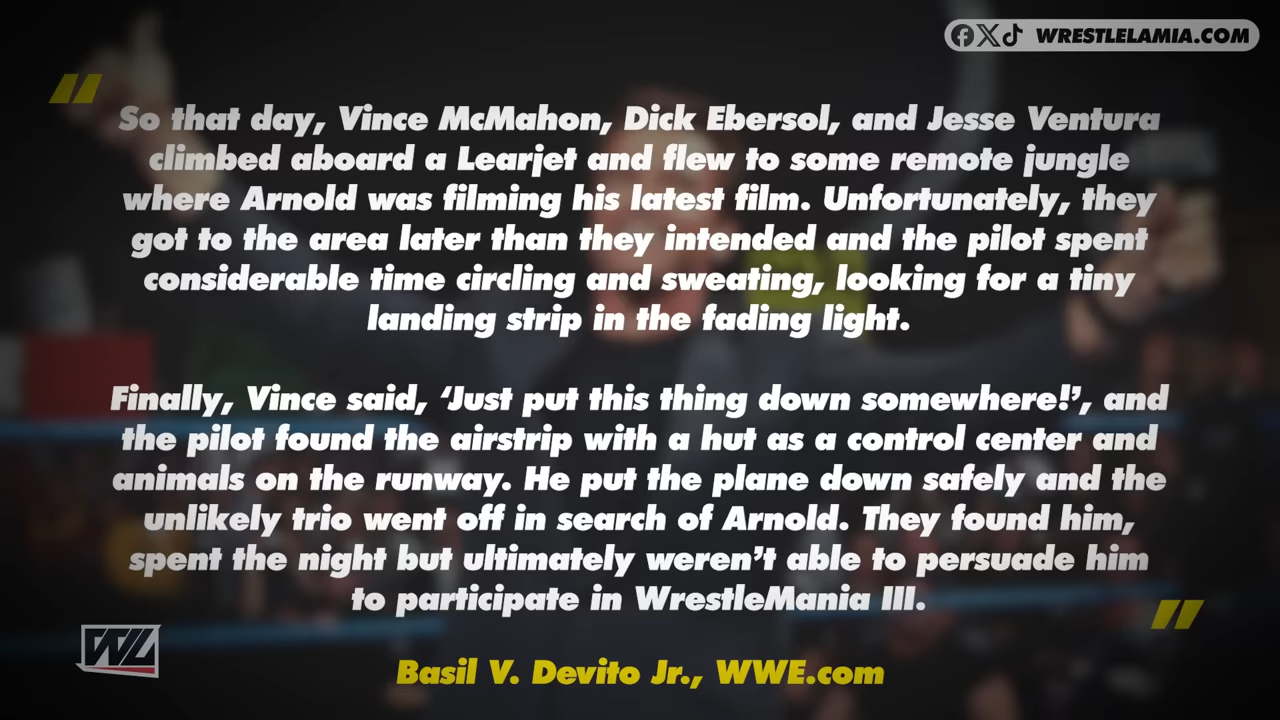 WRESTLELAMIA.COM
"
So that day, Vince McMahon, Dick Ebersol, and Jesse Ventura
climbed aboard a Learjet and flew to some remote jungle
where Arnold was filming his latest film. Unfortunately, they
got to the area later than they intended and the pilot spent
considerable time circling and sweating, looking for a tiny
landing strip in the fading light.
Finally, Vince said, ‘Just put this thing down somewhere!’, and
the pilot found the airstrip with a hut as a control center and
animals on the runway. He put the plane down safely and the
unlikely trio went off in search of Arnold. They found him,
spent the night but ultimately weren’t able to persuade him
to participate in WrestleMania III.
"
WL
Basil V. Devito Jr., WWE.com